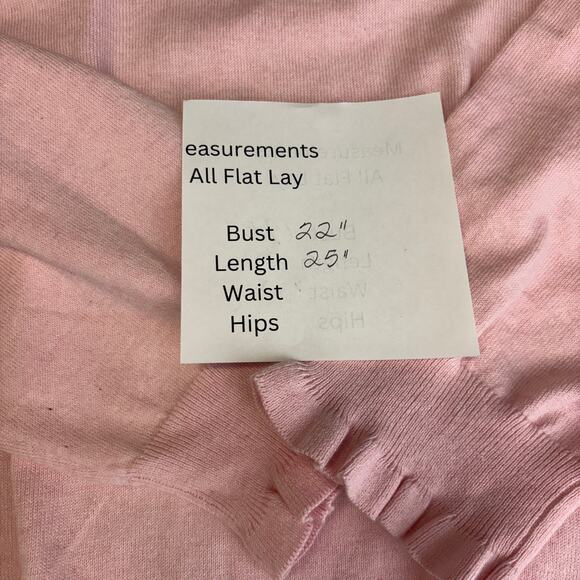 easurements
All Flat Lay
Bust 22"
Length 25"
Waist
Hips